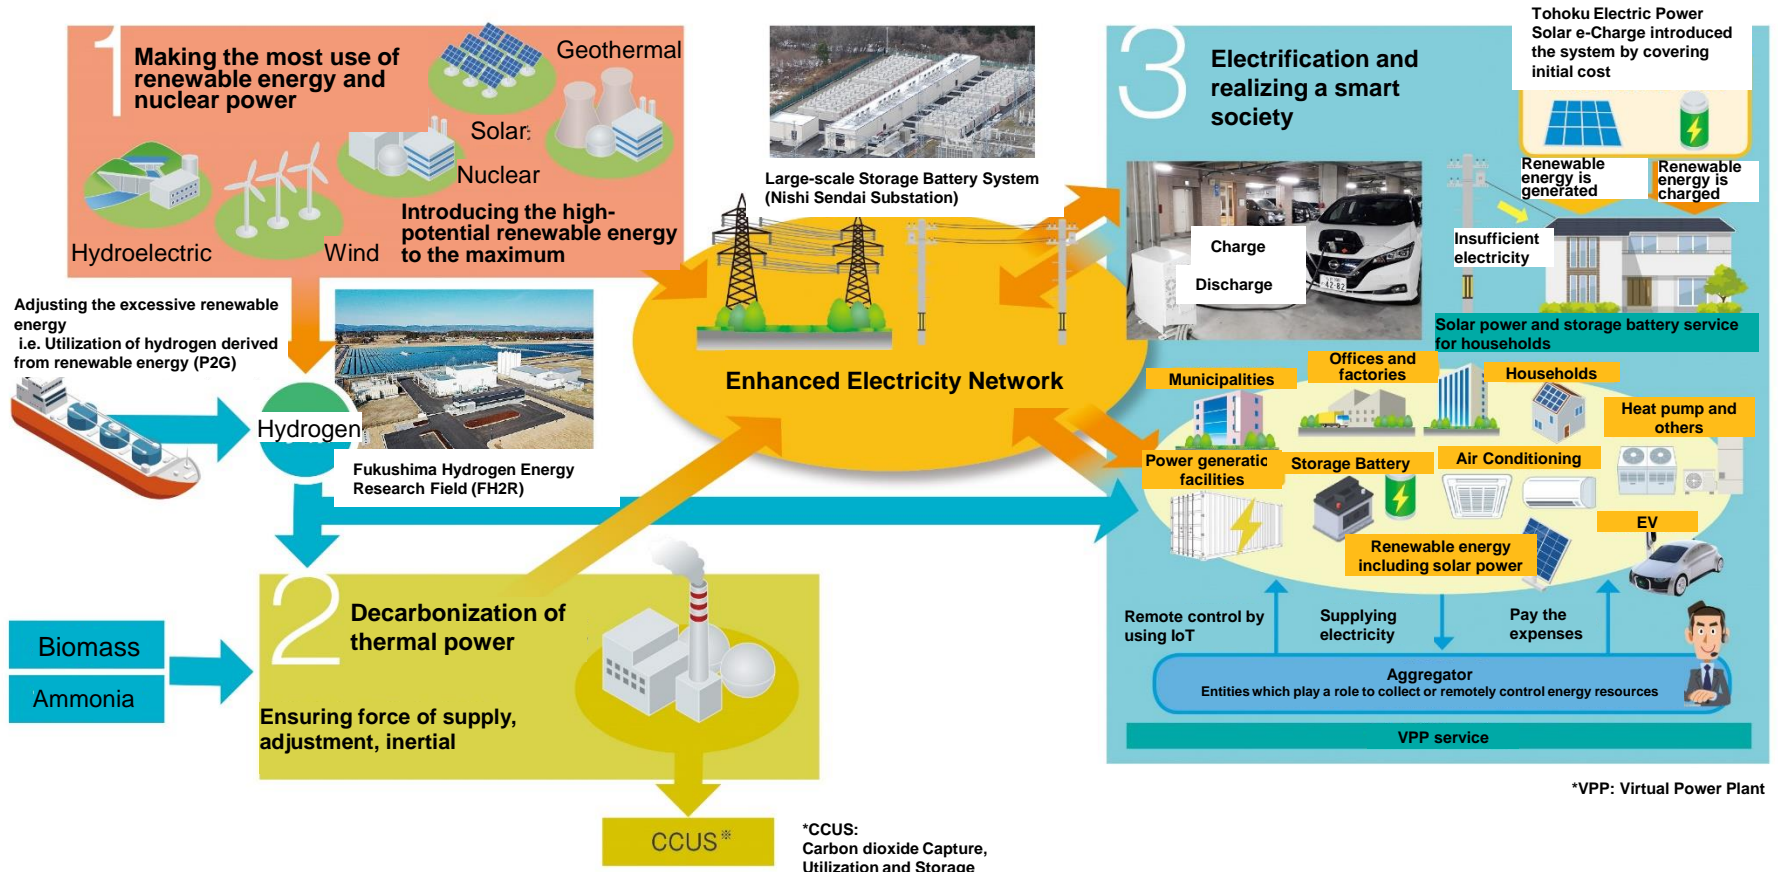 1
Making the most use of
renewable energy and
nuclear power
Geothermal
Solar
Nuclear
Hydroelectric
Wind
Introducing the high-
potential renewable energy
to the maximum
Adjusting the excessive renewable
energy
i.e. Utilization of hydrogen derived
from renewable energy (P2G)
Hydrogen
Fukushima Hydrogen Energy
Research Field (FH2R)
Large-scale Storage Battery System
(Nishi Sendai Substation)
Enhanced Electricity Network
2
Decarbonization of
thermal power
Ensuring force of supply,
adjustment, inertial
Biomass
Ammonia
CCUS※
*CCUS:
Carbon dioxide Capture,
Utilization and Storage
3
Electrification and
realizing a smart
society
Tohoku Electric Power
Solar e-Charge introduced
the system by covering
initial cost
Renewable
energy is
generated
Renewable
energy is
charged
Charge
Discharge
Insufficient
electricity
42-82
Solar power and storage battery service
for households
Municipalities
Offices and
factories
Households
Heat pump and
others
Power generatic
facilities
Storage Battery
Air Conditioning
EV
Renewable energy
including solar power
Remote control by
using IoT
Supplying
electricity
Pay the
expenses
Aggregator
Entities which play a role to collect or remotely control energy resources
VPP service
*VPP: Virtual Power Plant